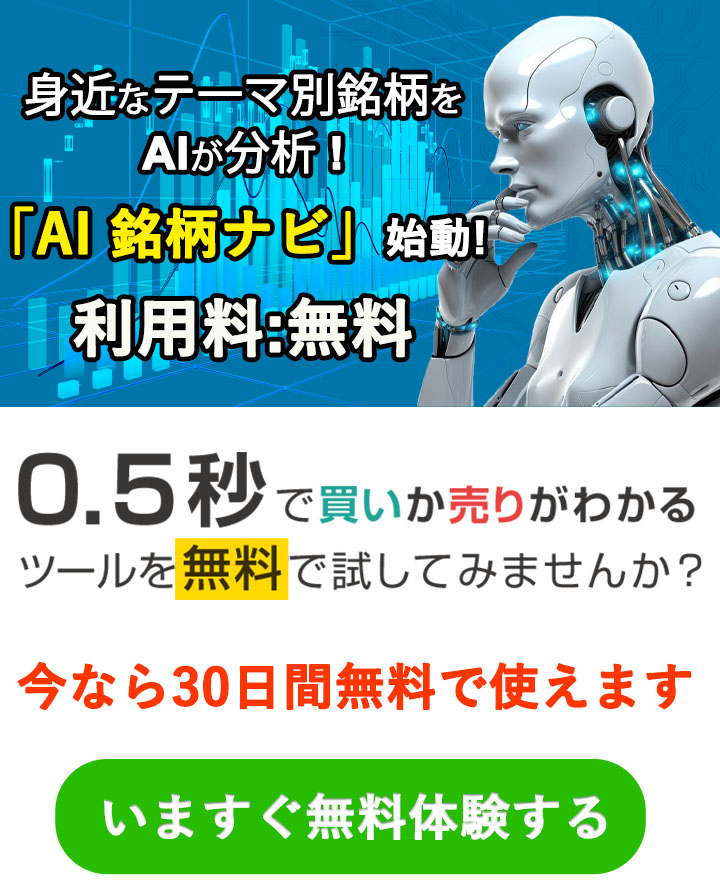 身近なテーマ別銘柄を
AIが分析！
「AI 銘柄ナビ」始動!
利用料:無料
0.5秒で買いか売りがわかる
ツールを無料で試してみませんか？
今なら30日間無料で使えます
いますぐ無料体験する